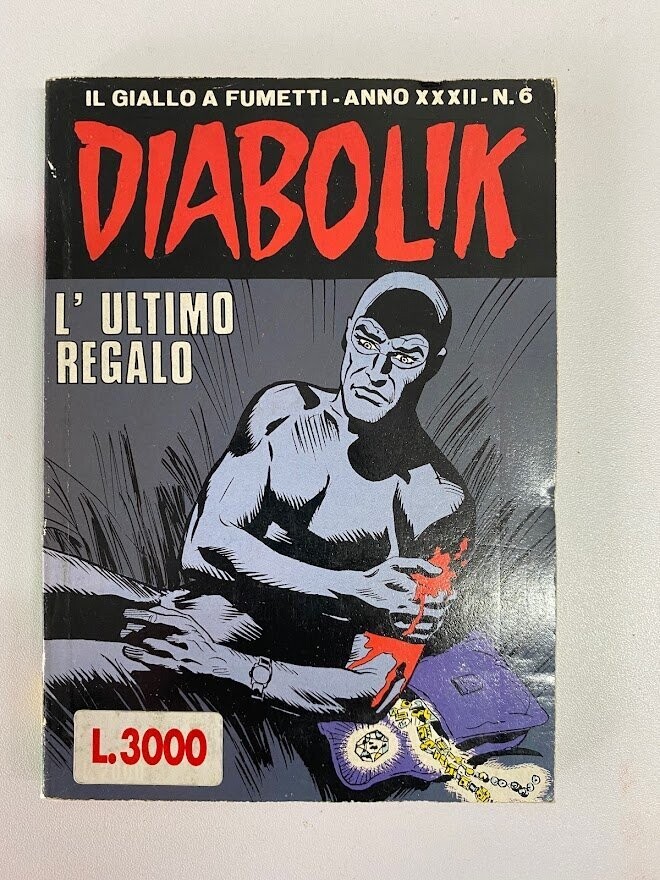 IL GIALLO A FUMETTI - ANNO XXXII - N. 6
DIABOLIK
L' ULTIMO
REGALO
L.3000